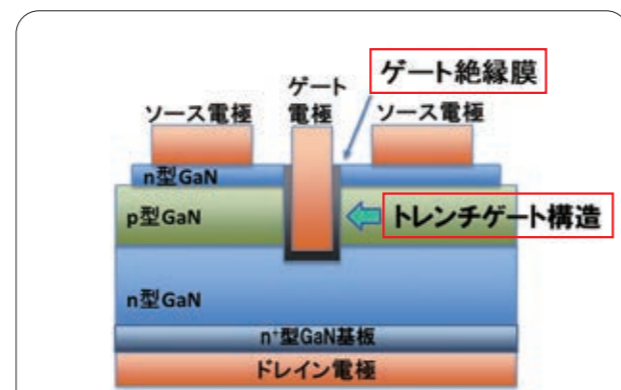 ゲート絶縁膜
ゲート
電極
ソース電極
ソース電極
n型GaN
p型GaN
トレンチゲート構造
n型GaN
n⁺型GaN基板
ドレイン電極